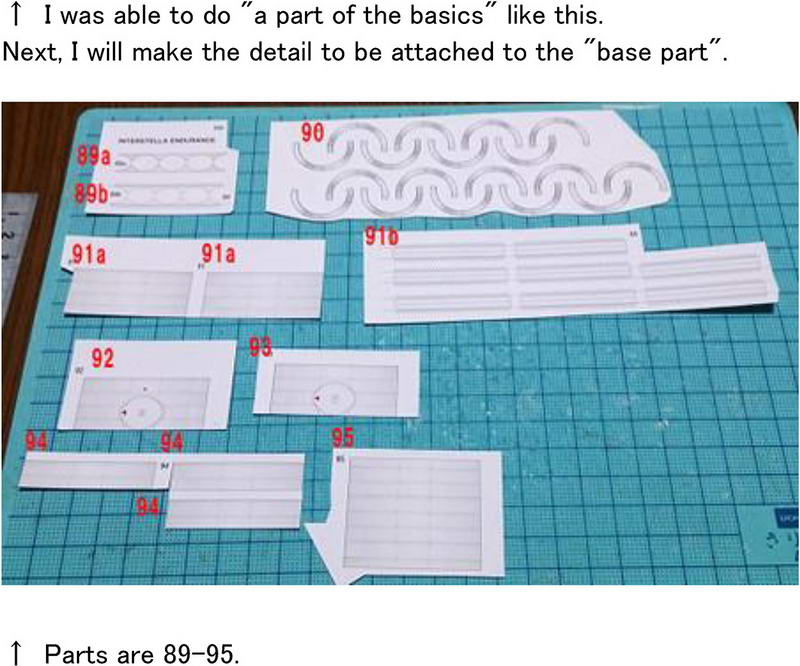 ↑ I was able to do "a part of the basics" like this.
Next, I will make the detail to be attached to the "base part".
90
INTERSTELLA ENDURANCE
89a
89b
91a 91a
91b
92
93
94 94
95
94
↑ Parts are 89-95.